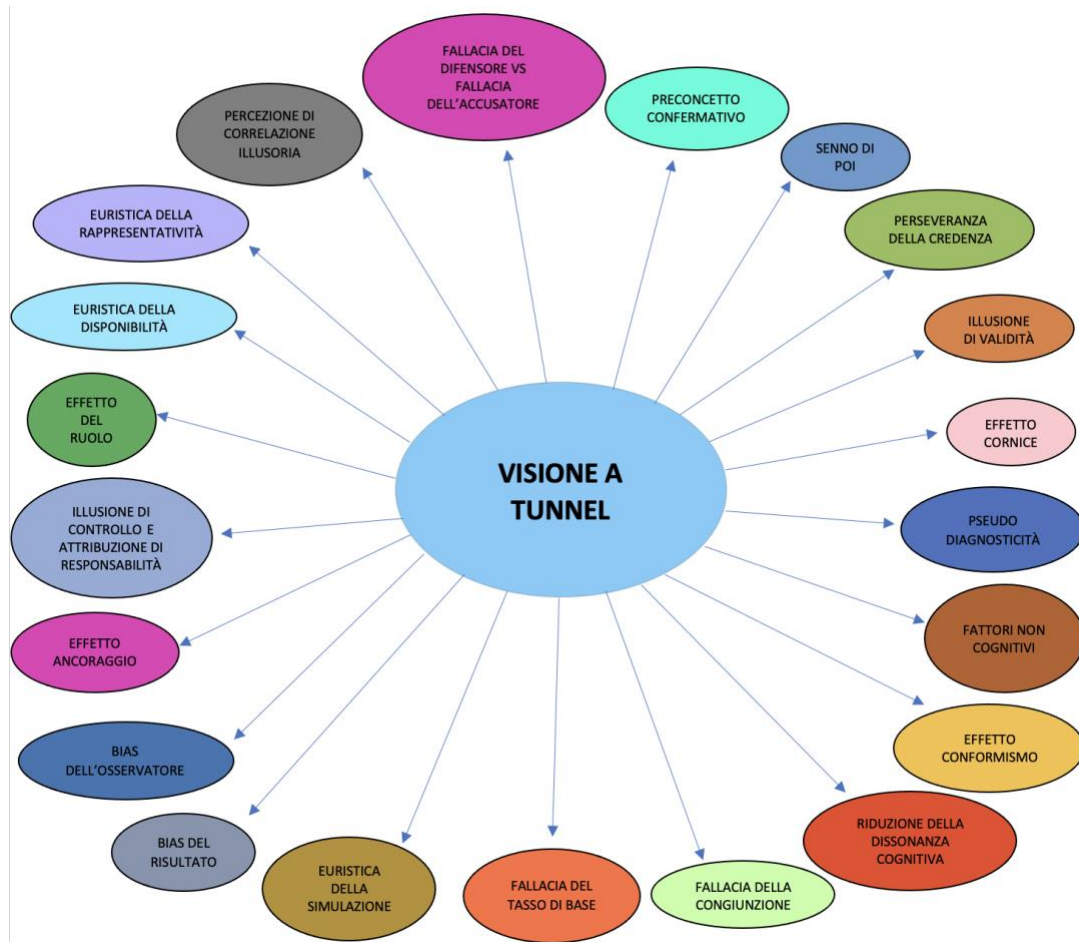 FALLACIA DEL
DIFENSORE VS
FALLACIA
DELL'ACCUSATORE
PRECONCETTO
CONFERMATIVO
SENNO DI
POI
PERSEVERANZA
DELLA CREDENZA
ILLUSIONE
DI VALIDITÀ
EFFETTO
CORNICE
PSEUDO
DIAGNOSTICITÀ
FATTORI NON
COGNITIVI
EFFETTO
CONFORMISMO
RIDUZIONE DELLA
DISSONANZA
COGNITIVA
FALLACIA DELLA
CONGIUNZIONE
FALLACIA DEL
TASSO DI BASE
EURISTICA
DELLA
SIMULAZIONE
BIAS DEL
RISULTATO
BIAS
DELL'OSSERVATORE
EFFETTO
ANCORAGGIO
ILLUSIONE DI
CONTROLLO E
ATTRIBUZIONE DI
RESPONSABILITÀ
EFFETTO
DEL
RUOLO
EURISTICA DELLA
DISPONIBILITÀ
EURISTICA DELLA
RAPPRESENTATIVITÀ
PERCEZIONE DI
CORRELAZIONE
ILLUSORIA
VISIONE A
TUNNEL